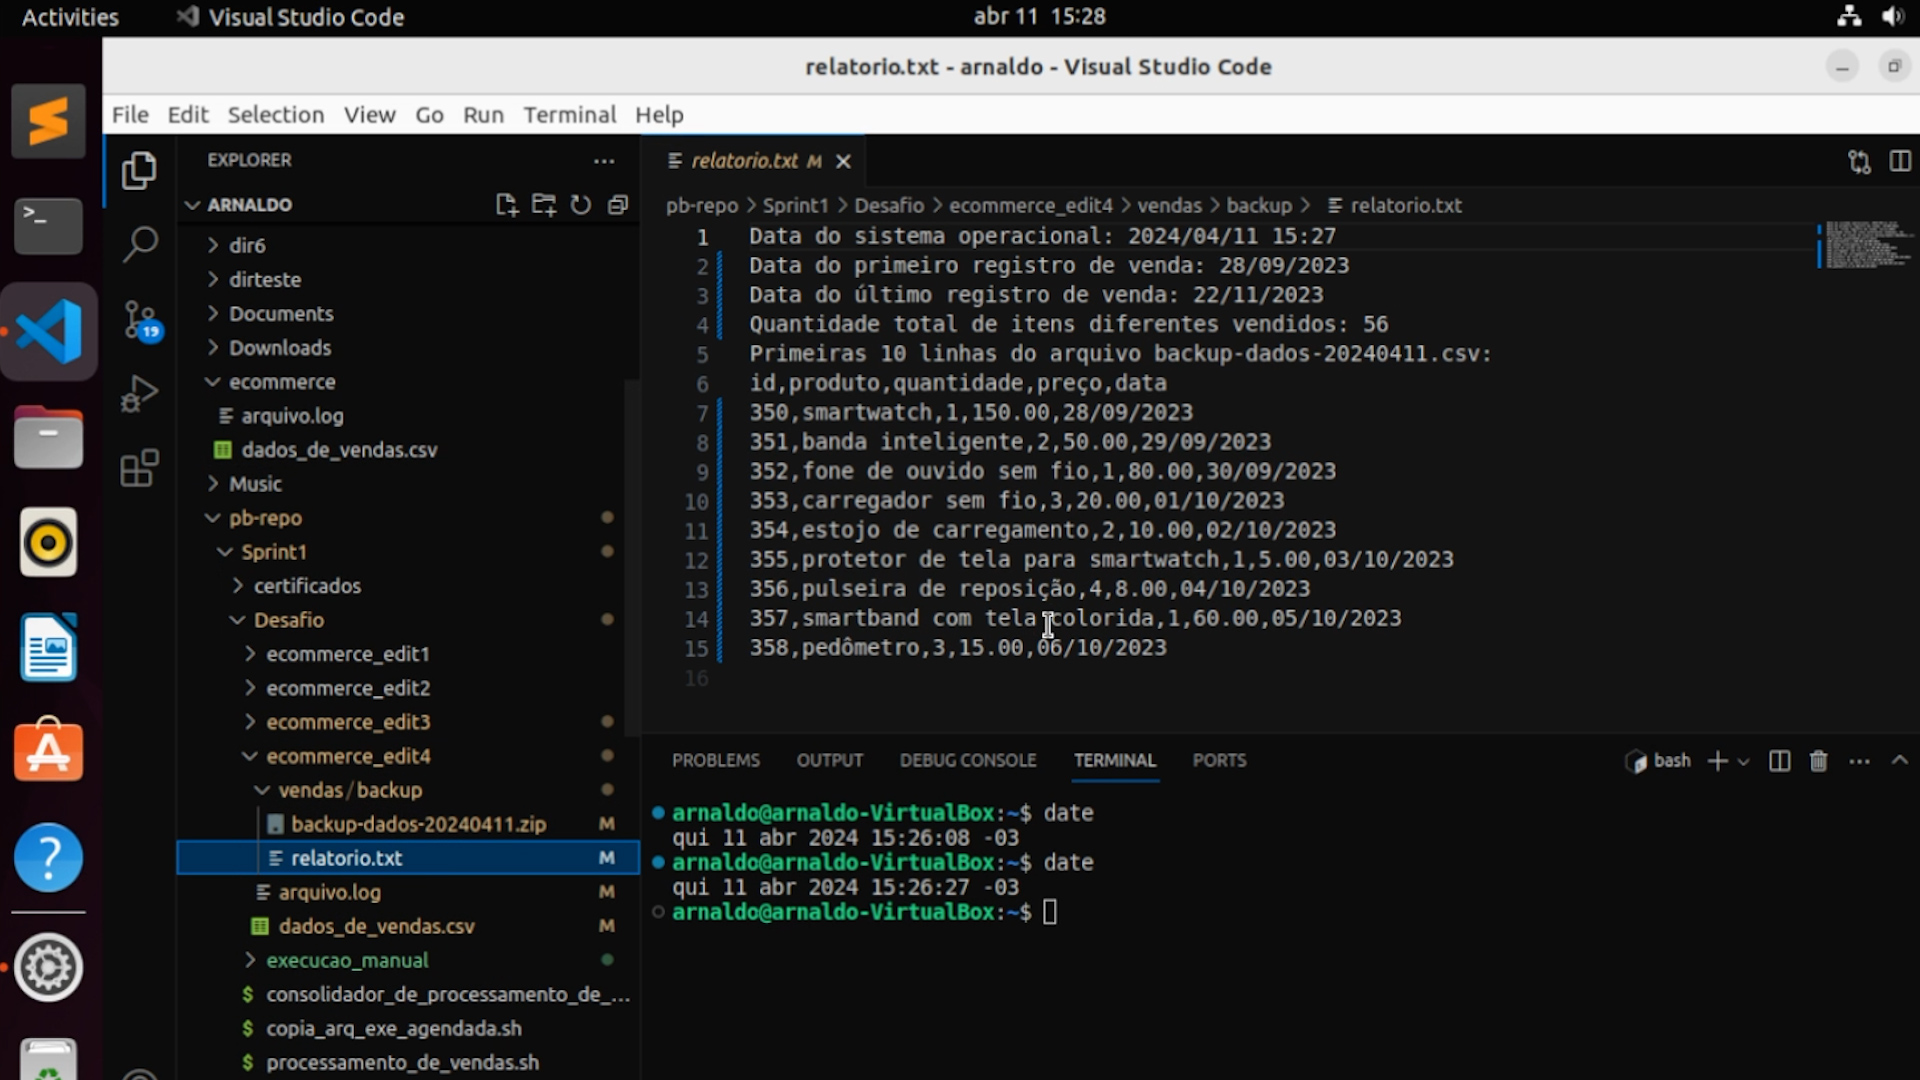 Activities
Visual Studio Code
abr 11 15:28
relatorio.txt - arnaldo - Visual Studio Code
File Edit Selection View Go Run Terminal Help
EXPLORER
ARNALDO
dir6
dirteste
Documents
Downloads
ecommerce
arquivo.log
dados_de_vendas.csv
Music
pb-repo
Sprint1
certificados
Desafio
ecommerce_edit1
ecommerce_edit2
ecommerce_edit3
ecommerce_edit4
vendas / backup
backup-dados-20240411.zip M
relatorio.txt M
arquivo.log M
dados_de_vendas.csv M
execucao_manual
$ consolidador_de_processamento_de_...
$ copia_arq_exe_agendada.sh
$ processamento_de_vendas.sh
19
relatorio.txt M
pb-repo > Sprint1 > Desafio > ecommerce_edit4 > vendas > backup > relatorio.txt
1 Data do sistema operacional: 2024/04/11 15:27
2 Data do primeiro registro de venda: 28/09/2023
3 Data do último registro de venda: 22/11/2023
4 Quantidade total de itens diferentes vendidos: 56
5 Primeiras 10 linhas do arquivo backup-dados-20240411.csv:
6 id,produto,quantidade,preço,data
7 350,smartwatch,1,150.00,28/09/2023
8 351,banda inteligente,2,50.00,29/09/2023
9 352,fone de ouvido sem fio,1,80.00,30/09/2023
10 353,carregador sem fio,3,20.00,01/10/2023
11 354,estojo de carregamento,2,10.00,02/10/2023
12 355,protetor de tela para smartwatch,1,5.00,03/10/2023
13 356,pulseira de reposição,4,8.00,04/10/2023
14 357,smartband com tela colorida,1,60.00,05/10/2023
15 358,pedômetro,3,15.00,06/10/2023
16
PROBLEMS OUTPUT DEBUG CONSOLE TERMINAL PORTS
bash
arnaldo@arnaldo-VirtualBox:~$ date
qui 11 abr 2024 15:26:08 -03
arnaldo@arnaldo-VirtualBox:~$ date
qui 11 abr 2024 15:26:27 -03
arnaldo@arnaldo-VirtualBox:~$